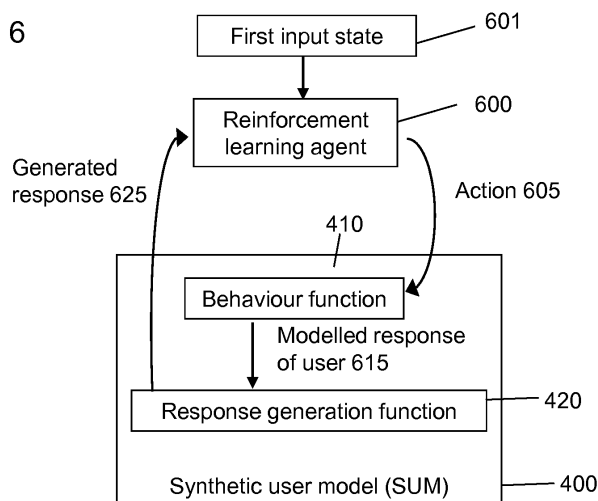 6
First input state
601
Reinforcement
learning agent
600
Generated
response 625
Action 605
410
Behaviour function
Modelled response
of user 615
Response generation function
420
Synthetic user model (SUM)
400